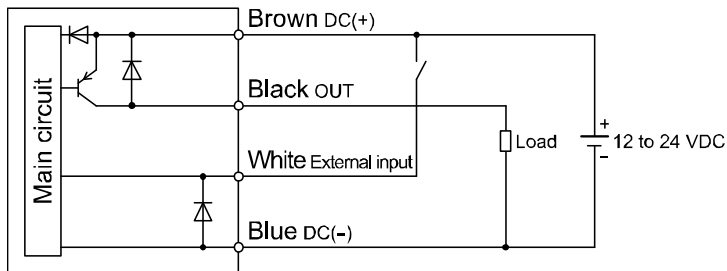 Main circuit
Brown DC(+)
Black OUT
White External input
Blue DC(-)
Load
+
12 to 24 VDC
-